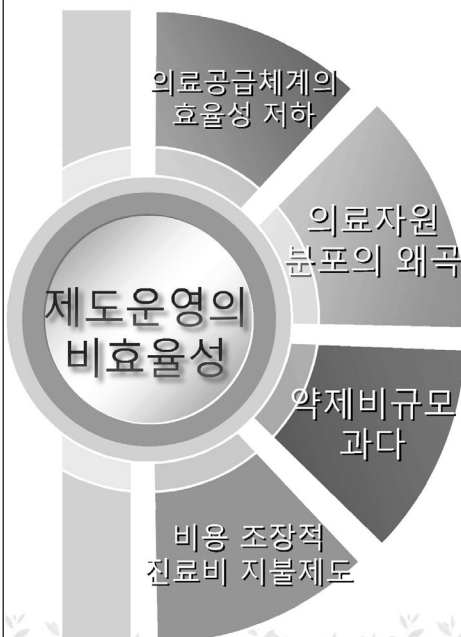 의료공급체계의
효율성 저하
의료자원
분포의 왜곡
제도운영의
비효율성
약제비규모
과다
비용 조장적
진료비 지불제도